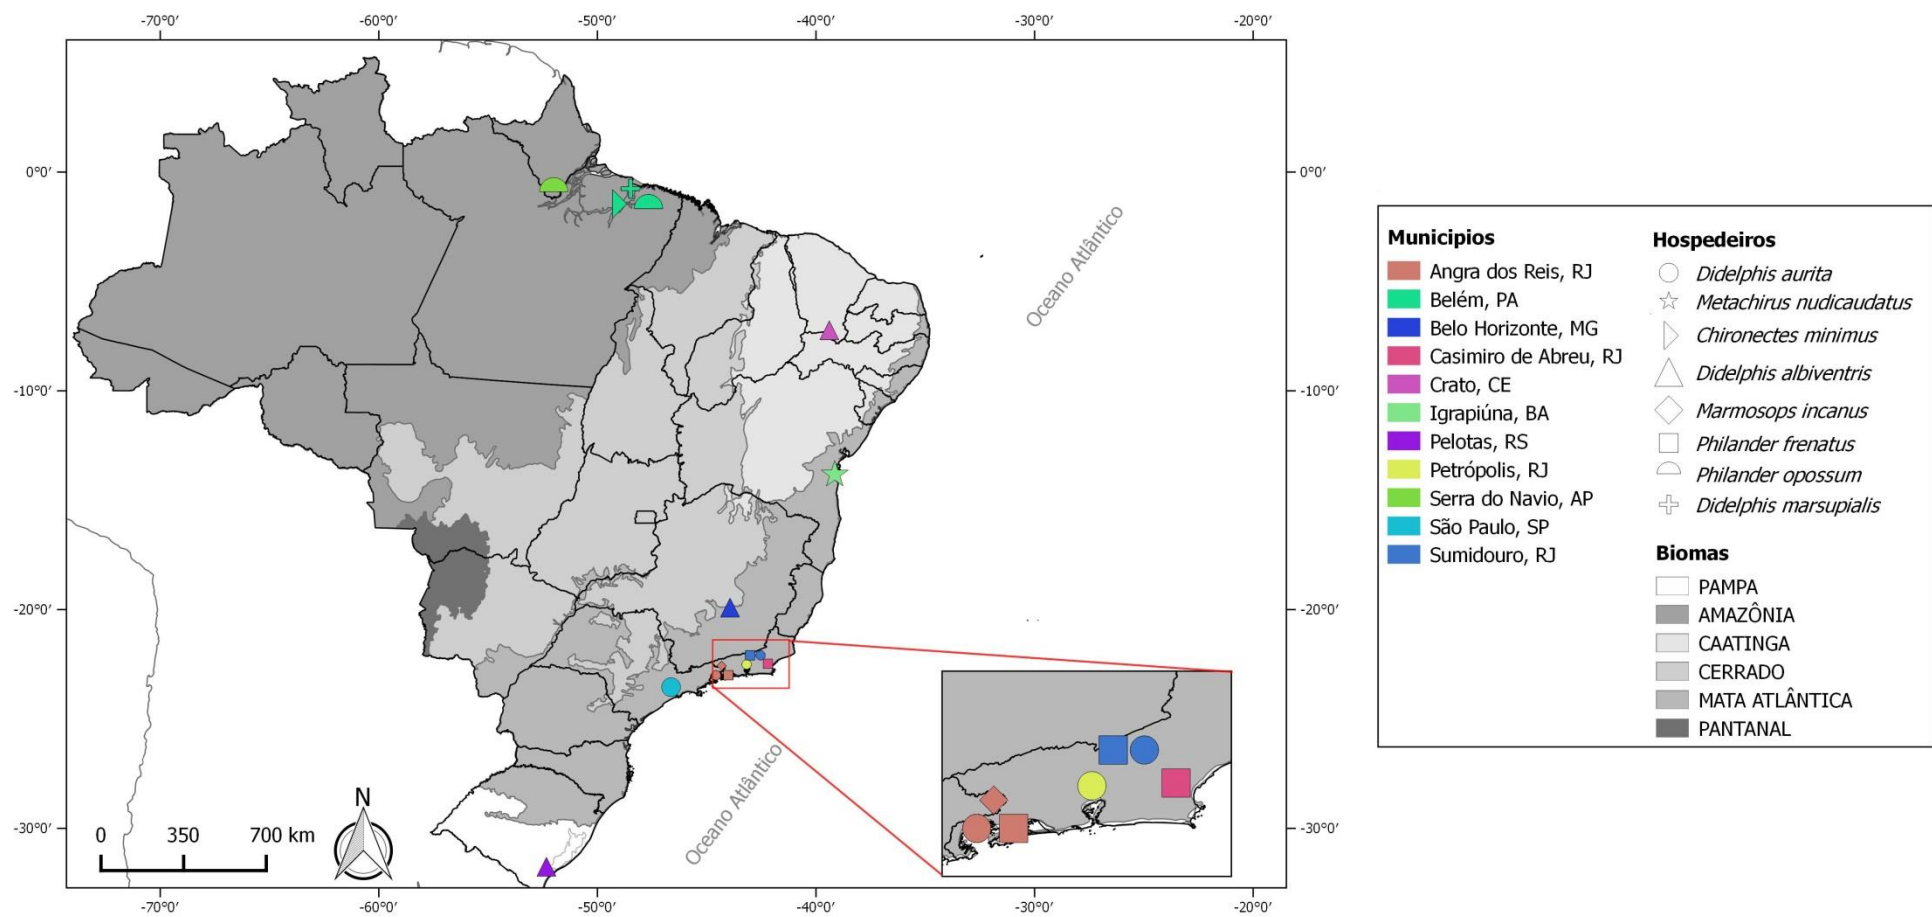 -70°0′ -60°0′ -50°0′ -40°0′ -30°0′ -20°0′
0°0′ 0°0′
-10°0′ -10°0′
-20°0′ -20°0′
-30°0′ -30°0′
Oceano Atlântico
Oceano Atlântico
N
0 350 700 km
-70°0′ -60°0′ -50°0′ -40°0′ -30°0′ -20°0′
Municipios
Angra dos Reis, RJ
Belém, PA
Belo Horizonte, MG
Casimiro de Abreu, RJ
Crato, CE
Igrapiúna, BA
Pelotas, RS
Petrópolis, RJ
Serra do Navio, AP
São Paulo, SP
Sumidouro, RJ
Hospedeiros
Didelphis aurita
Metachirus nudicaudatus
Chironectes minimus
Didelphis albiventris
Marmosops incanus
Philander frenatus
Philander opossum
Didelphis marsupialis
Biomas
PAMPA
AMAZÔNIA
CAATINGA
CERRADO
MATA ATLÂNTICA
PANTANAL